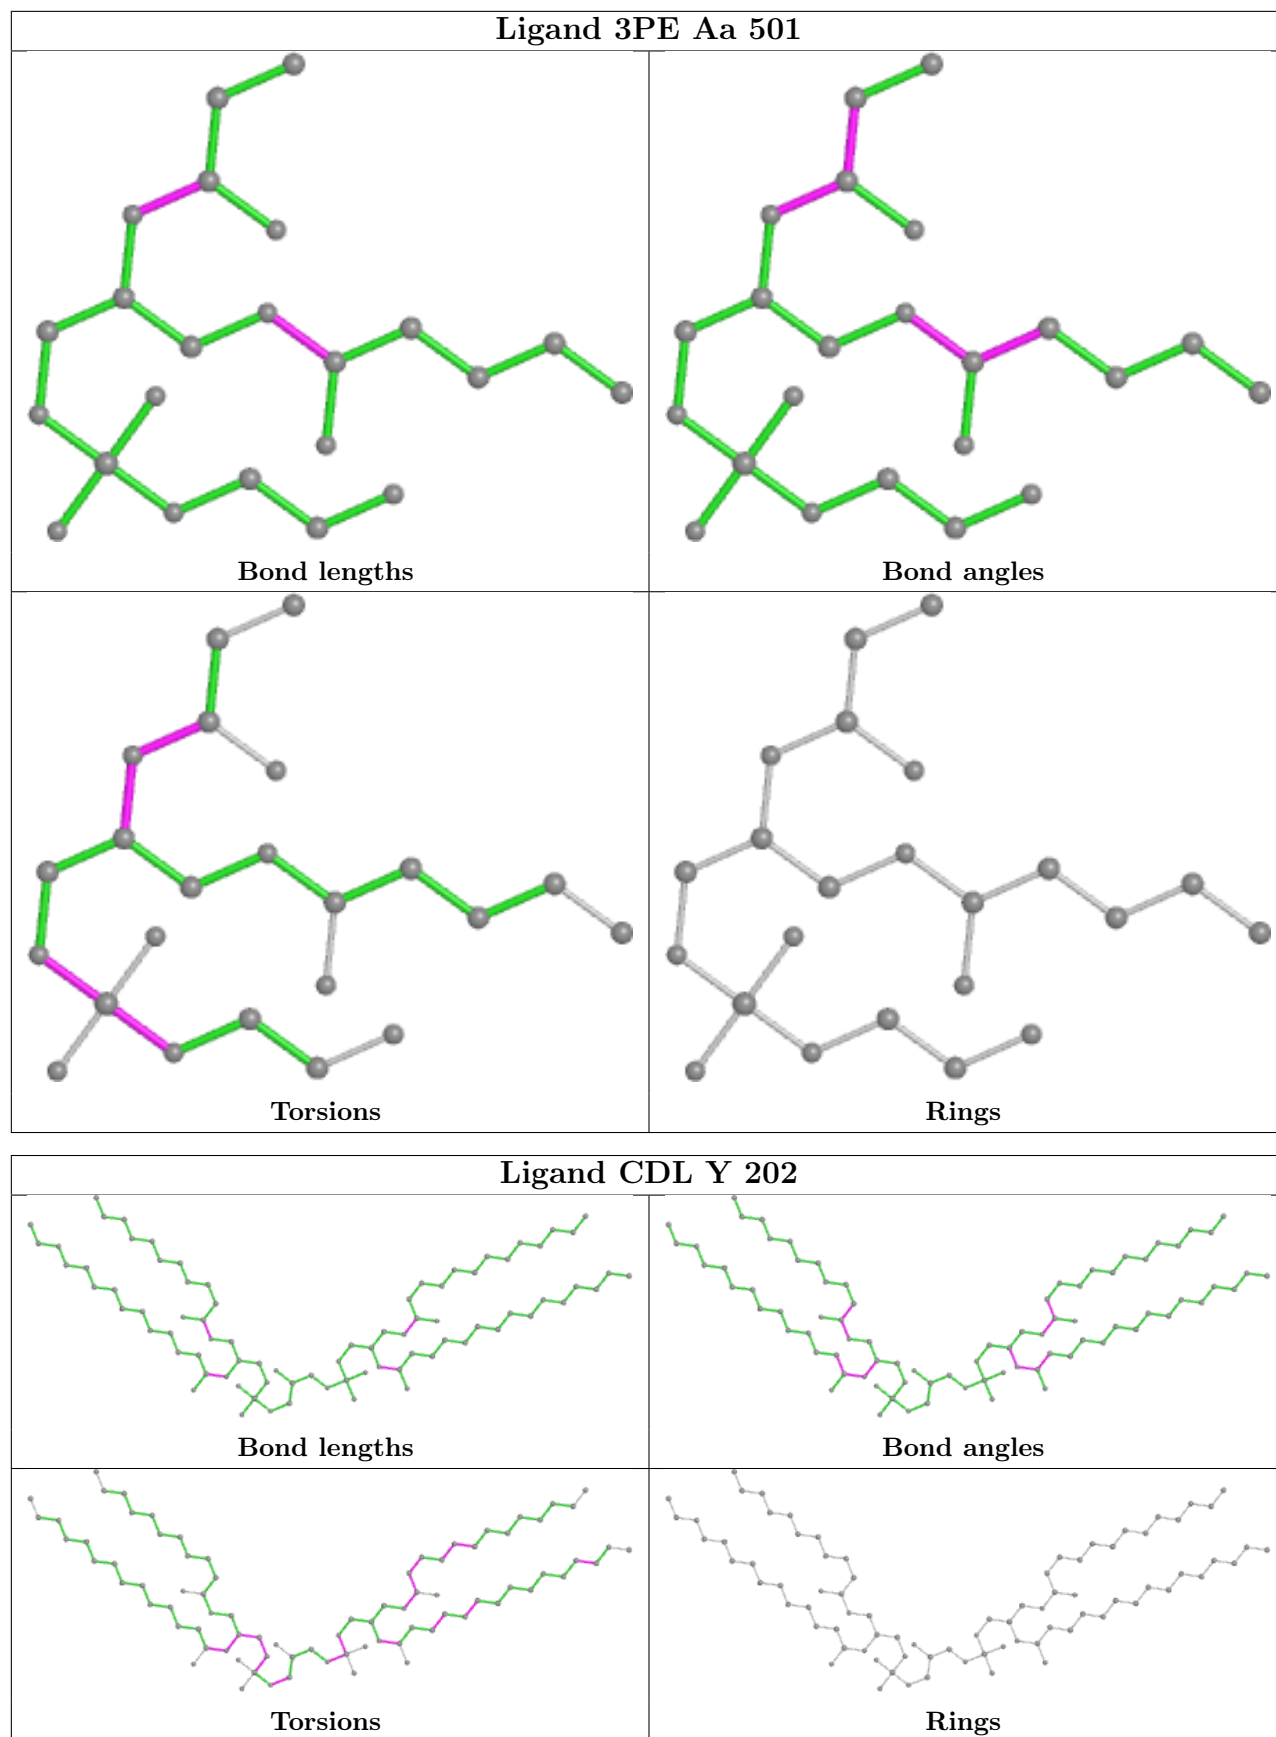 Ligand 3PE Aa 501
Bond lengths
Bond angles
Torsions
Rings
Ligand CDL Y 202
Bond lengths
Bond angles
Torsions
Rings